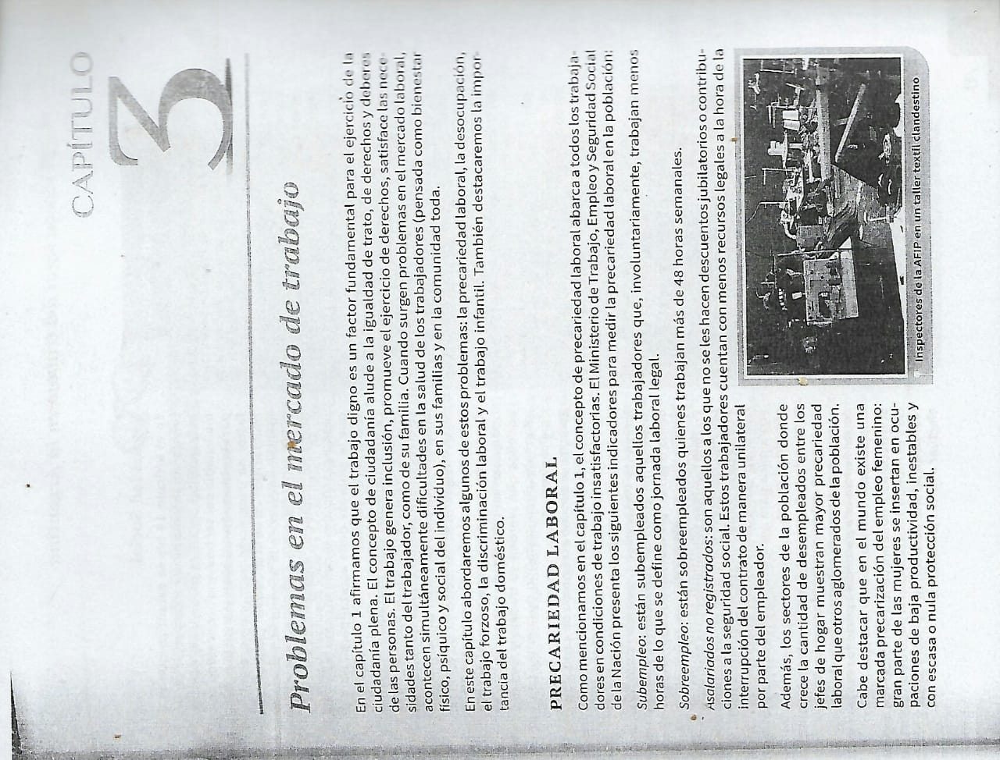 CAPÍTULO
3
Problemas en el mercado de trabajo
En el capítulo 1 afirmamos que el trabajo digno es un factor fundamental para el ejercicio de la
ciudadanía plena. El concepto de ciudadanía alude a la igualdad de trato, de derechos y deberes
de las personas. El trabajo genera inclusión, promueve el ejercicio de derechos, satisface las nece-
sidades tanto del trabajador, como de su familia. Cuando surgen problemas en el mercado laboral,
acontecen simultáneamente dificultades en la salud de los trabajadores (pensada como bienestar
físico, psíquico y social del individuo), en sus familias y en la comunidad toda.
En este capítulo abordaremos algunos de estos problemas: la precariedad laboral, la desocupación,
el trabajo forzoso, la discriminación laboral y el trabajo infantil. También destacaremos la impor-
tancia del trabajo doméstico.
PRECARIEDAD LABORAL
Como mencionamos en el capítulo 1, el concepto de precariedad laboral abarca a todos los trabaja-
dores en condiciones de trabajo insatisfactorias. El Ministerio de Trabajo, Empleo y Seguridad Social
de la Nación presenta los siguientes indicadores para medir la precariedad laboral en la población:
Subempleo: están subempleados aquellos trabajadores que, involuntariamente, trabajan menos
horas de lo que se define como jornada laboral legal.
Sobreempleo: están sobreempleados quienes trabajan más de 48 horas semanales.
Asalariados no registrados: son aquellos a los que no se les hacen descuentos jubilatorios o contribu-
ciones a la seguridad social. Estos trabajadores cuentan con menos recursos legales a la hora de la
interrupción del contrato de manera unilateral
por parte del empleador.
Además, los sectores de la población donde
crece la cantidad de desempleados entre los
jefes de hogar muestran mayor precariedad
laboral que otros aglomerados de la población.
Cabe destacar que en el mundo existe una
marcada precarización del empleo femenino:
gran parte de las mujeres se insertan en ocu-
paciones de baja productividad, inestables y
con escasa o nula protección social.
Inspectores de la AFIP en un taller textil clandestino